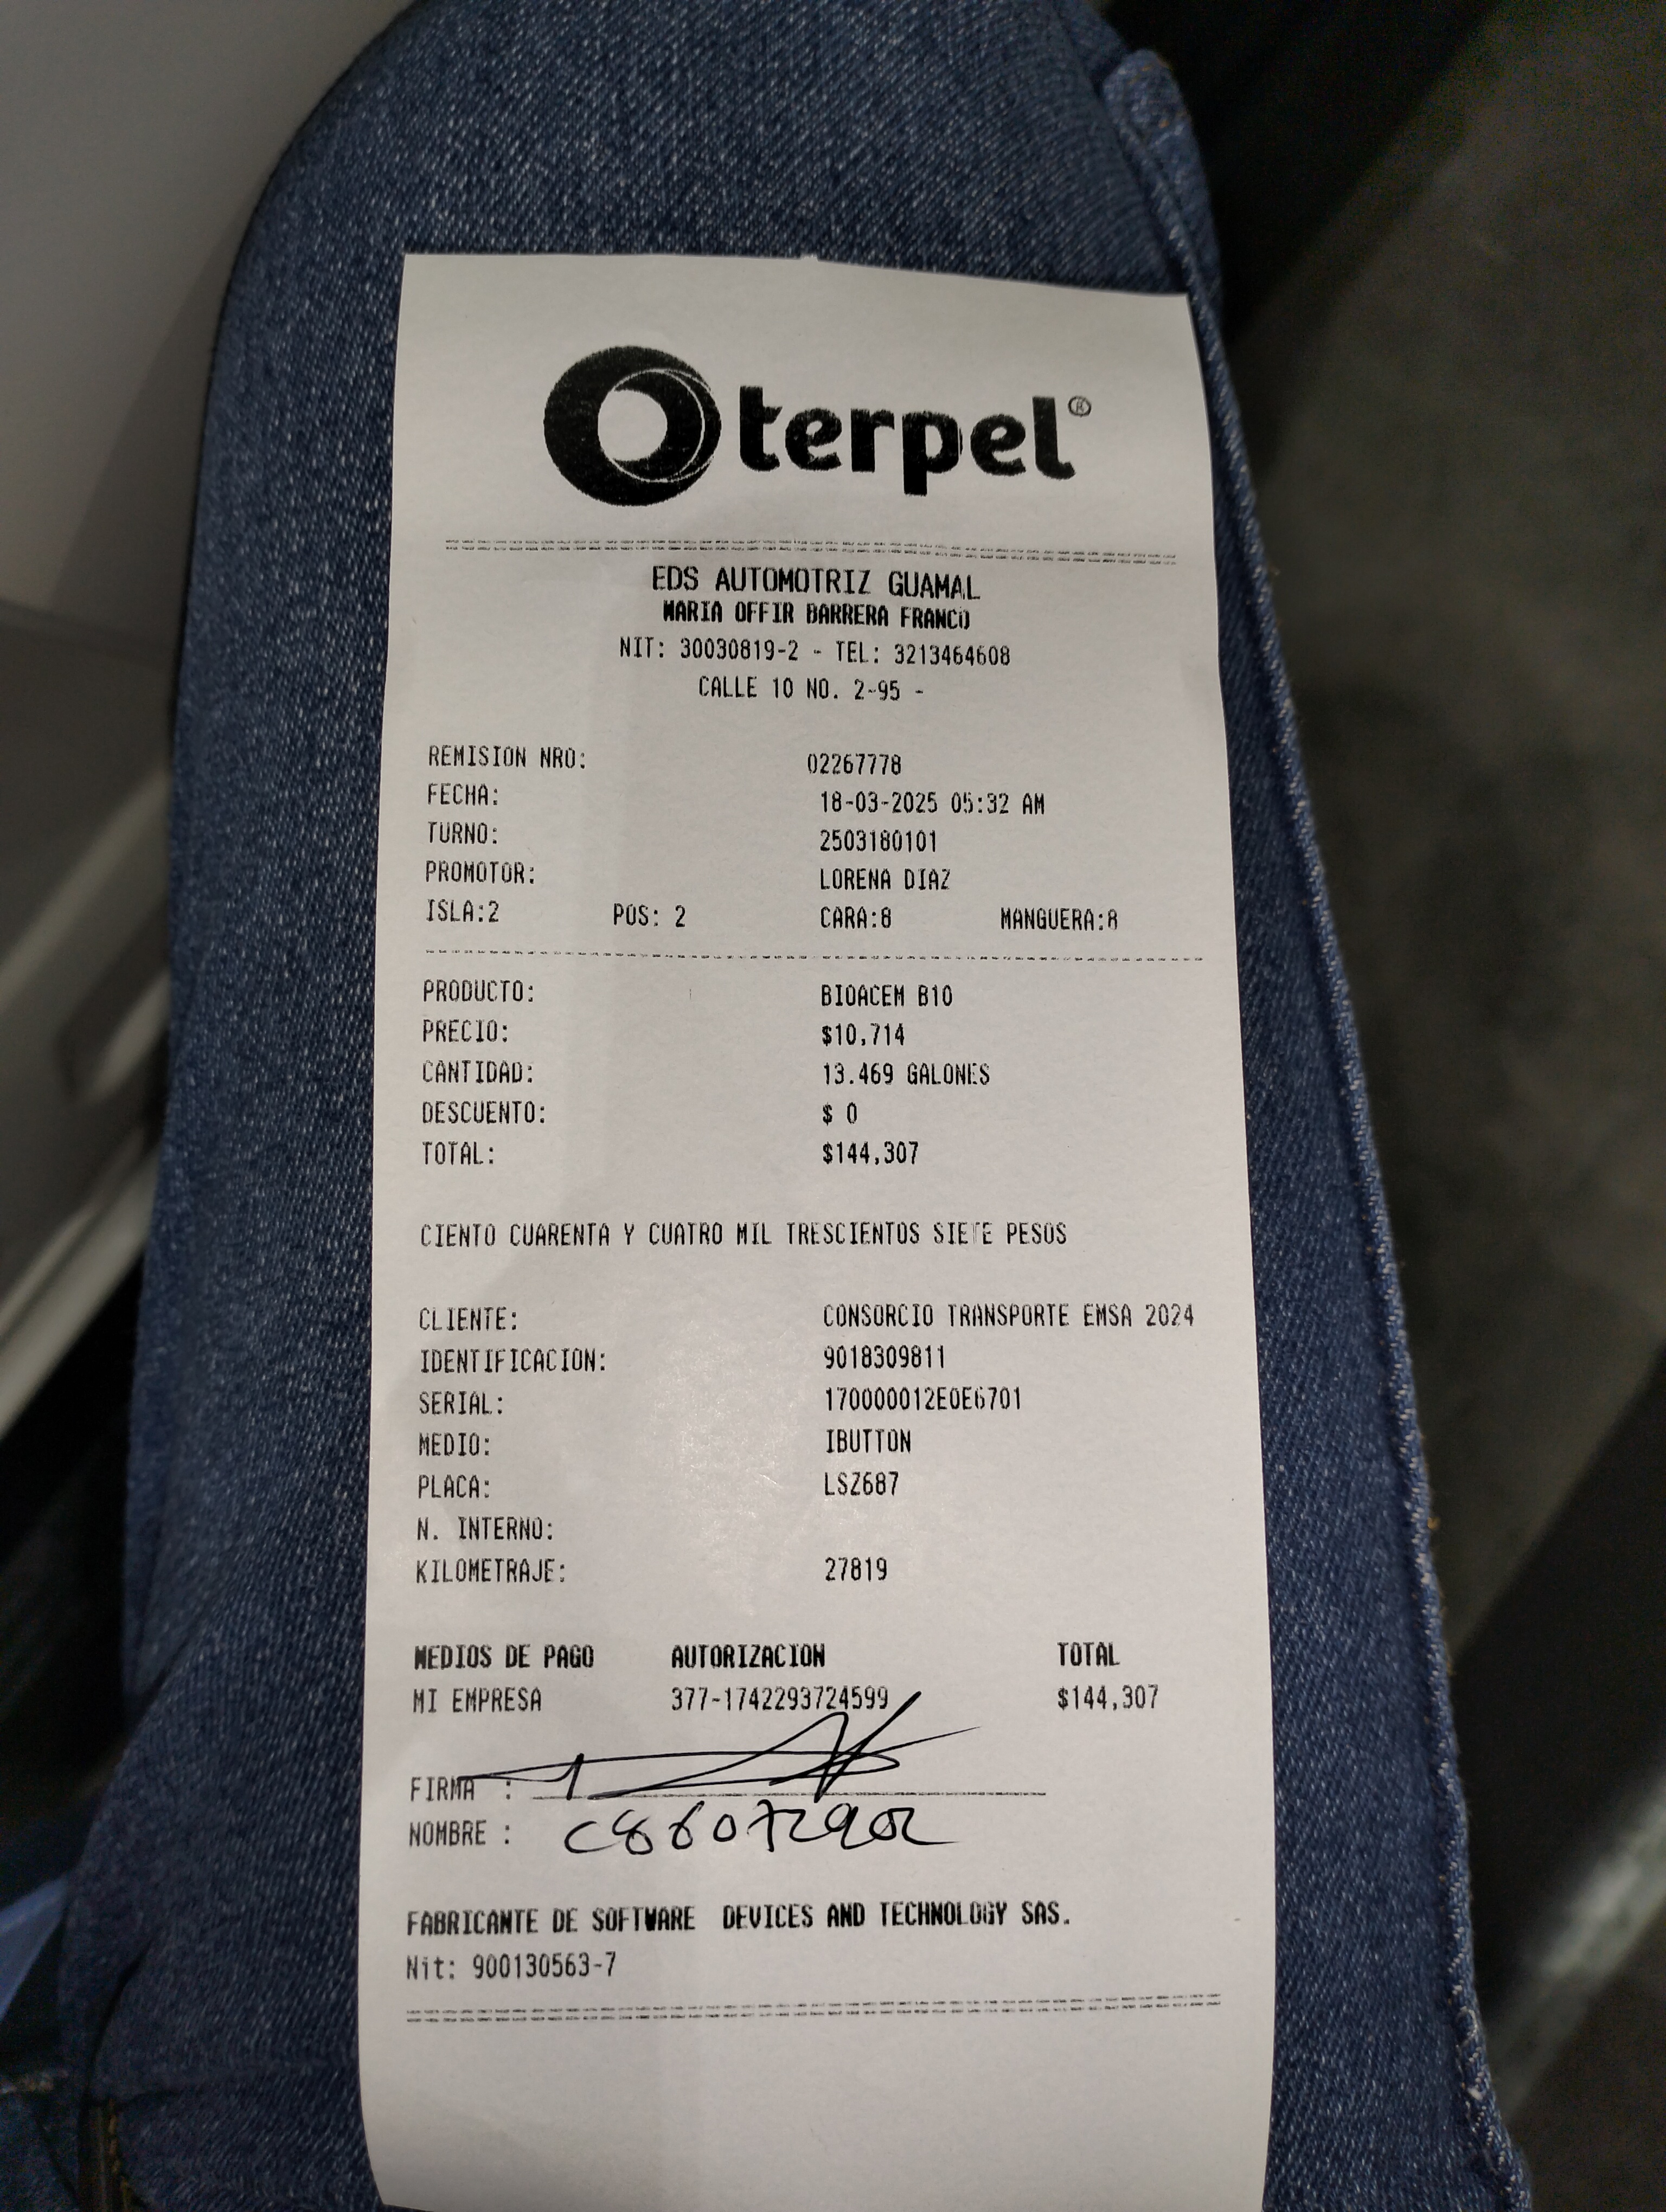 terpel®
EDS AUTOMOTRIZ GUAMAL
MARIA OFFIR BARRERA FRANCO
NIT: 30030819-2 - TEL: 3213464608
CALLE 10 NO. 2-95 -
REMISION NRO: 02267778
FECHA: 18-03-2025 05:32 AM
TURNO: 2503180101
PROMOTOR: LORENA DIAZ
ISLA:2 POS: 2 CARA:8 MANGUERA:8
PRODUCTO: BIOACEM B10
PRECIO: $10,714
CANTIDAD: 13.469 GALONES
DESCUENTO: $ 0
TOTAL: $144,307
CIENTO CUARENTA Y CUATRO MIL TRESCIENTOS SIETE PESOS
CLIENTE: CONSORCIO TRANSPORTE EMSA 2024
IDENTIFICACION: 9018309811
SERIAL: 170000012E0E6701
MEDIO: IBUTTON
PLACA: LSZ687
N. INTERNO:
KILOMETRAJE: 27819
MEDIOS DE PAGO AUTORIZACION TOTAL
MI EMPRESA 377-1742293724599 $144,307
FIRMA :
NOMBRE :
FABRICANTE DE SOFTWARE DEVICES AND TECHNOLOGY SAS.
Nit: 900130563-7